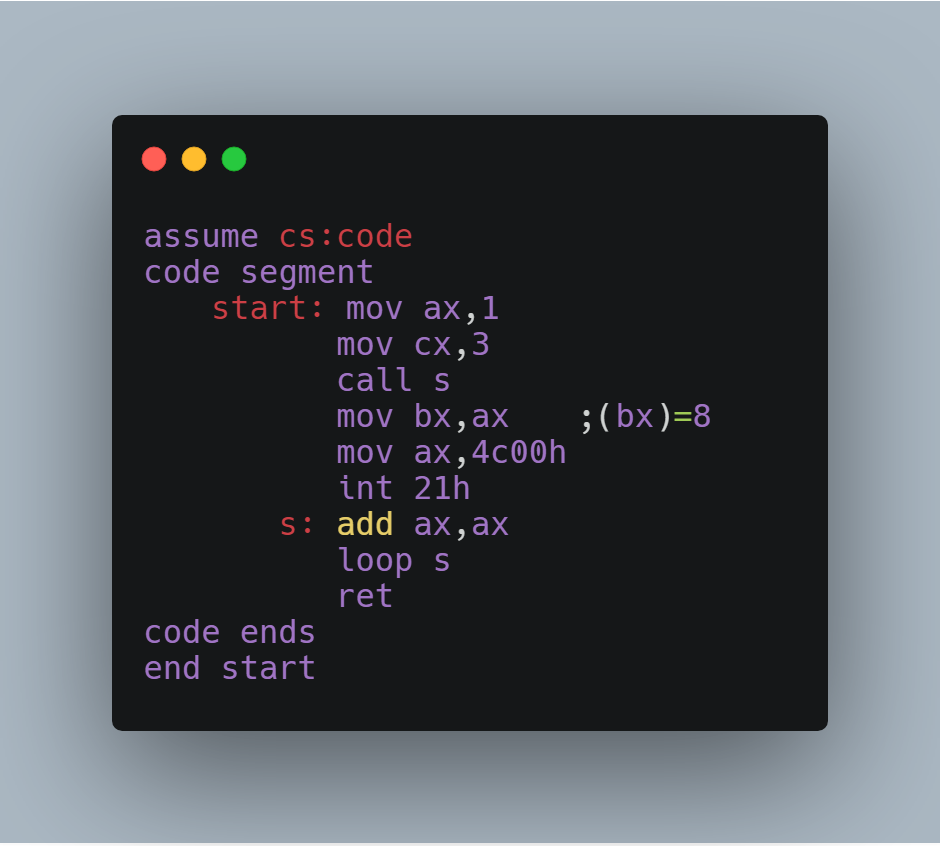 assume cs:code
code segment
start: mov ax,1
mov cx,3
call s
mov bx,ax    ;(bx)=8
mov ax,4c00h
int 21h
s: add ax,ax
loop s
ret
code ends
end start